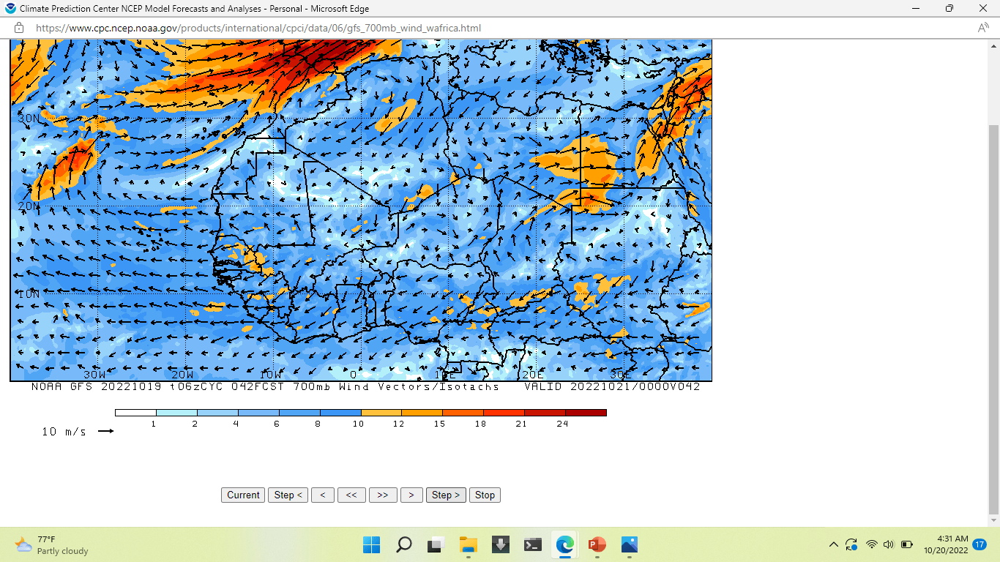 Climate Prediction Center NCEP Model Forecasts and Analyses - Personal - Microsoft Edge
https://www.cpc.ncep.noaa.gov/products/international/cpci/data/06/gfs_700mb_wind_wafrica.html
30N
20N
10N
30W 20W 10W 0 10E 20E 30E
NOAA GFS 20221019 t06zCYC 042FCST 700mb Wind Vectors/Isotachs VALID 20221021/0000V042
1 2 4 6 8 10 12 15 18 21 24
10 m/s
Current Step < < << >> > Step > Stop
77°F
Partly cloudy
4:31 AM
10/20/2022
17